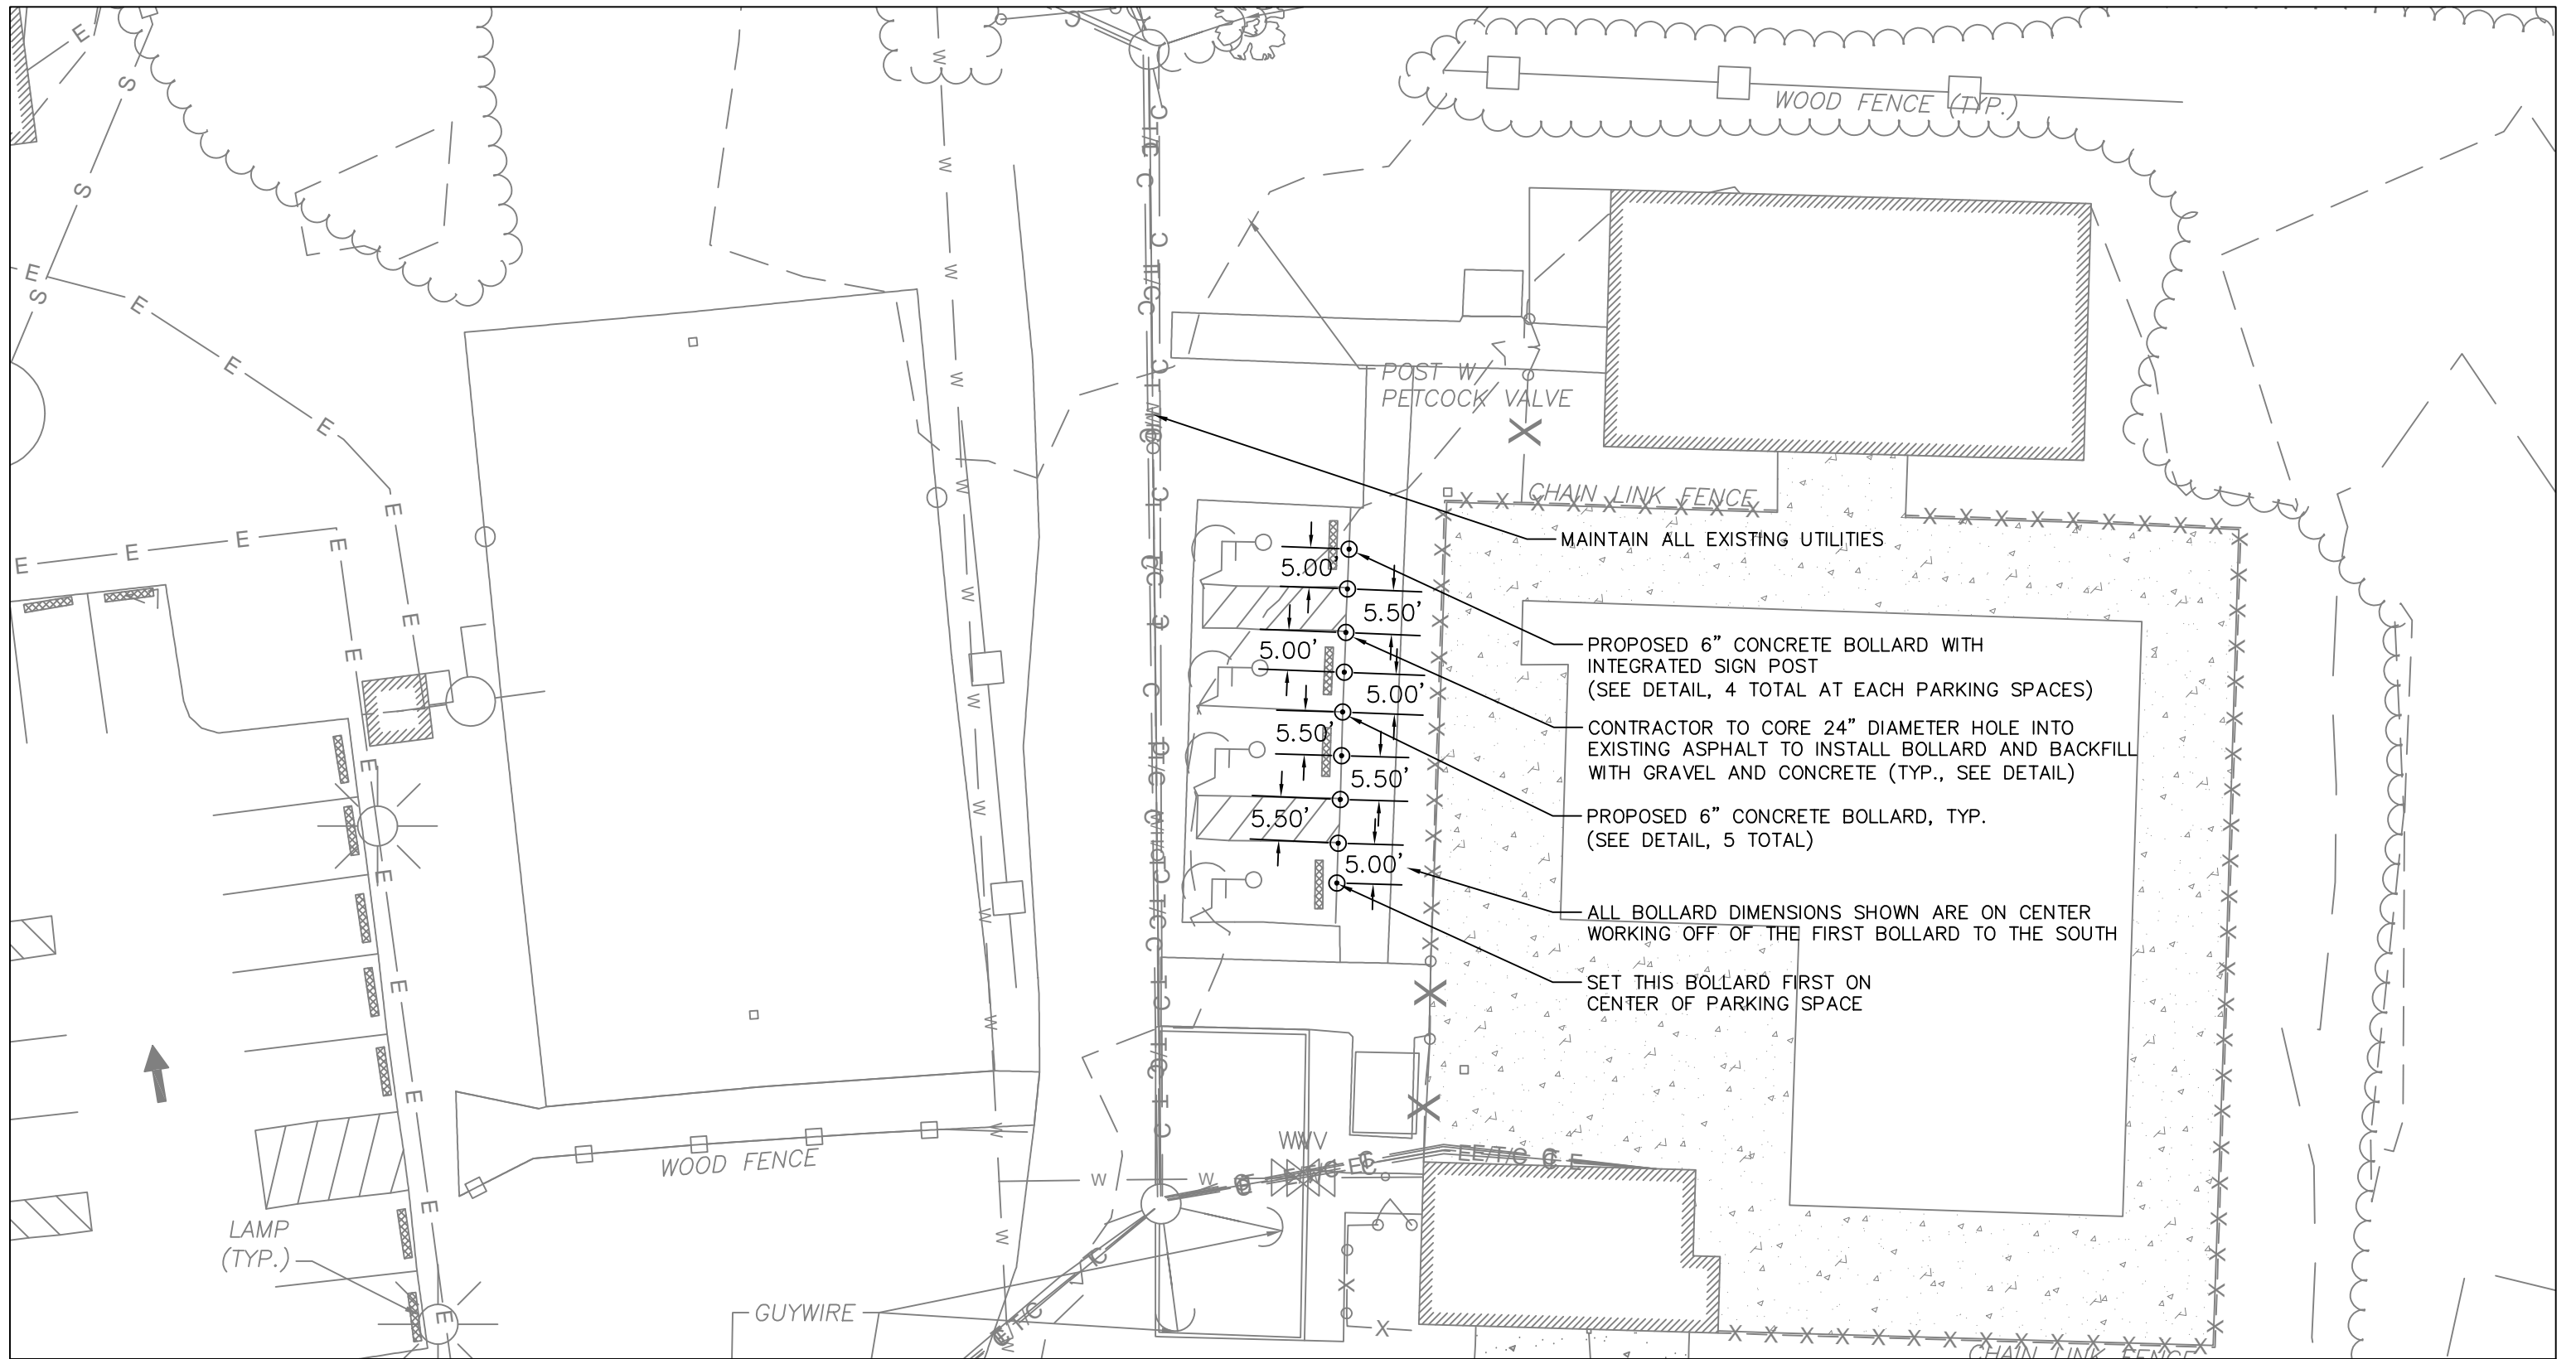 WOOD FENCE (TYP.)
POST W/
PETCOCK VALVE
CHAIN LINK FENCE
MAINTAIN ALL EXISTING UTILITIES
5.00'
5.50'
5.00'
5.00'
5.50'
5.50'
5.50'
5.00'
PROPOSED 6" CONCRETE BOLLARD WITH
INTEGRATED SIGN POST
(SEE DETAIL, 4 TOTAL AT EACH PARKING SPACES)
CONTRACTOR TO CORE 24" DIAMETER HOLE INTO
EXISTING ASPHALT TO INSTALL BOLLARD AND BACKFILL
WITH GRAVEL AND CONCRETE (TYP., SEE DETAIL)
PROPOSED 6" CONCRETE BOLLARD, TYP.
(SEE DETAIL, 5 TOTAL)
ALL BOLLARD DIMENSIONS SHOWN ARE ON CENTER
WORKING OFF OF THE FIRST BOLLARD TO THE SOUTH
SET THIS BOLLARD FIRST ON
CENTER OF PARKING SPACE
WOOD FENCE
LAMP
(TYP.)
GUYWIRE
CHAIN LINK FENCE